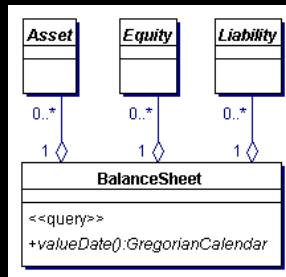 Asset Equity Liability
0..* 0..* 0..*
1 1 1
BalanceSheet
<<query>>
+valueDate():GregorianCalendar